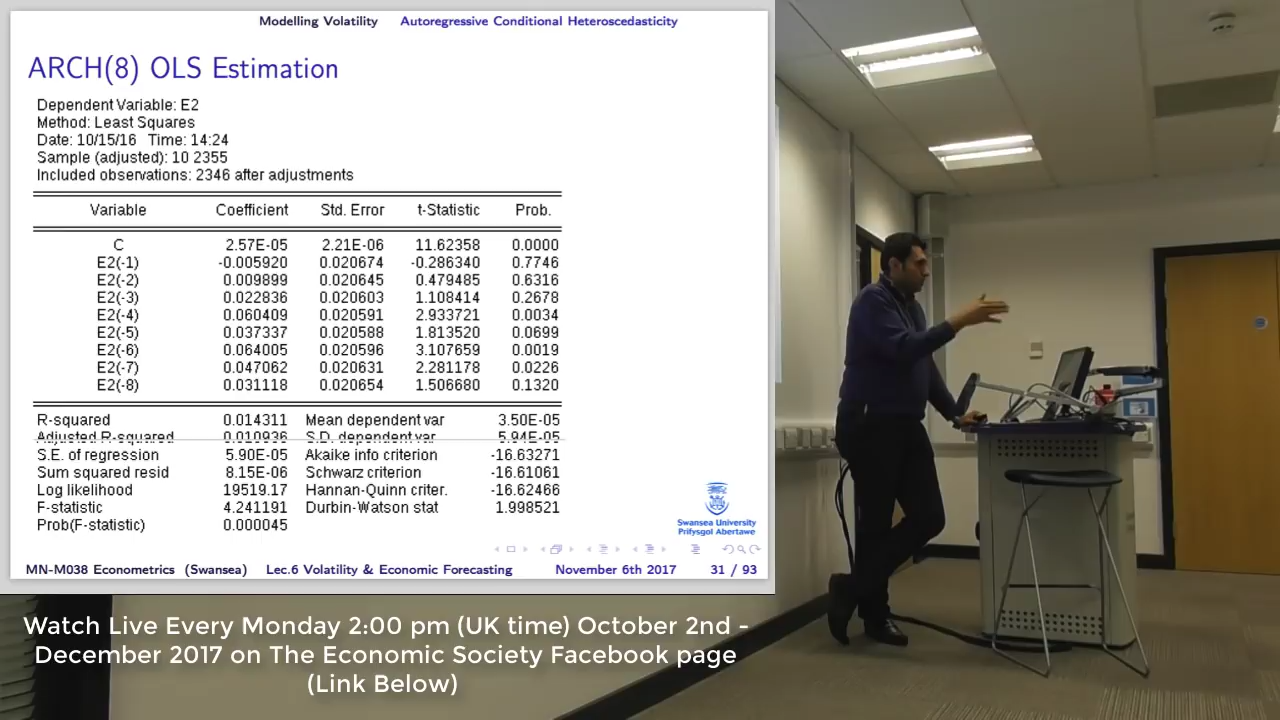 Modelling Volatility Autoregressive Conditional Heteroscedasticity
ARCH(8) OLS Estimation
Dependent Variable: E2
Method: Least Squares
Date: 10/15/16 Time: 14:24
Sample (adjusted): 10 2355
Included observations: 2346 after adjustments
Variable Coefficient Std. Error t-Statistic Prob.
C 2.57E-05 2.21E-06 11.62358 0.0000
E2(-1) -0.005920 0.020674 -0.286340 0.7746
E2(-2) 0.009899 0.020645 0.479485 0.6316
E2(-3) 0.022836 0.020603 1.108414 0.2678
E2(-4) 0.060409 0.020591 2.933721 0.0034
E2(-5) 0.037337 0.020588 1.813520 0.0699
E2(-6) 0.064005 0.020596 3.107659 0.0019
E2(-7) 0.047062 0.020631 2.281178 0.0226
E2(-8) 0.031118 0.020654 1.506680 0.1320
R-squared 0.014311 Mean dependent var 3.50E-05
Adjusted R-squared 0.010936 S.D. dependent var 5.94E-05
S.E. of regression 5.90E-05 Akaike info criterion -16.63271
Sum squared resid 8.15E-06 Schwarz criterion -16.61061
Log likelihood 19519.17 Hannan-Quinn criter. -16.62466
F-statistic 4.241191 Durbin-Watson stat 1.998521
Prob(F-statistic) 0.000045
Swansea University
Prifysgol Abertawe
MN-M038 Econometrics (Swansea) Lec.6 Volatility & Economic Forecasting November 6th 2017 31 / 93
Watch Live Every Monday 2:00 pm (UK time) October 2nd -
December 2017 on The Economic Society Facebook page
(Link Below)